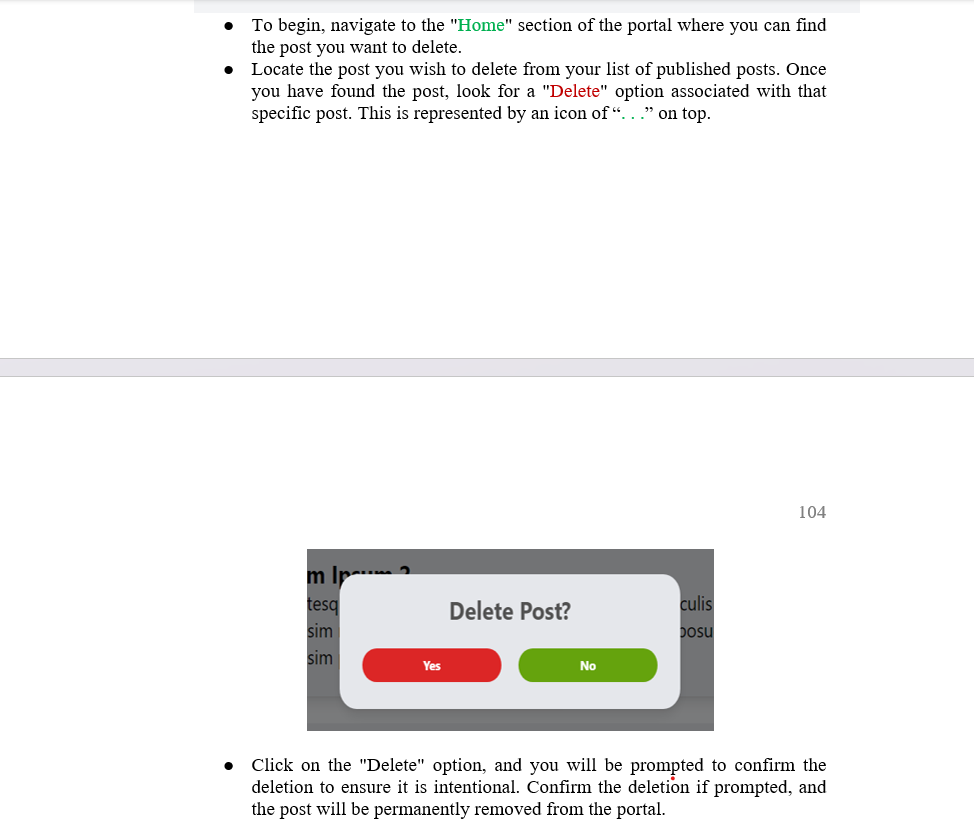 ● To begin, navigate to the "Home" section of the portal where you can find
the post you want to delete.
● Locate the post you wish to delete from your list of published posts. Once
you have found the post, look for a "Delete" option associated with that
specific post. This is represented by an icon of “. . .” on top.
104
m Ipsum ?
tesq
culis
sim
posu
sim
Delete Post?
Yes No
● Click on the "Delete" option, and you will be prompted to confirm the
deletion to ensure it is intentional. Confirm the deletion if prompted, and
the post will be permanently removed from the portal.